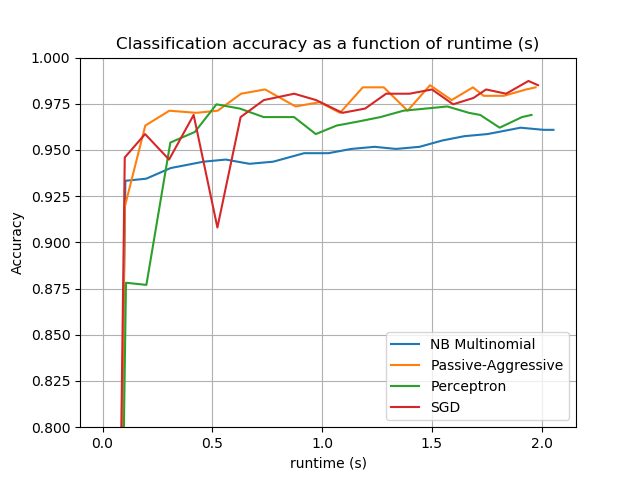 Classification accuracy as a function of runtime (s)
1.000
0.975
0.950
0.925
0.900
0.875
0.850
0.825
0.800
Accuracy
NB Multinomial
Passive-Aggressive
Perceptron
SGD
0.0 0.5 1.0 1.5 2.0
runtime (s)